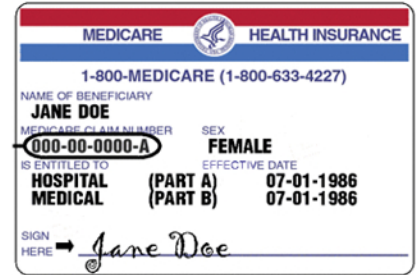 MEDICARE HEALTH INSURANCE
1-800-MEDICARE (1-800-633-4227)
NAME OF BENEFICIARY
JANE DOE
MEDICARE CLAIM NUMBER SEX
000-00-0000-A FEMALE
IS ENTITLED TO EFFECTIVE DATE
HOSPITAL (PART A) 07-01-1986
MEDICAL (PART B) 07-01-1986
SIGN
HERE Jane Doe